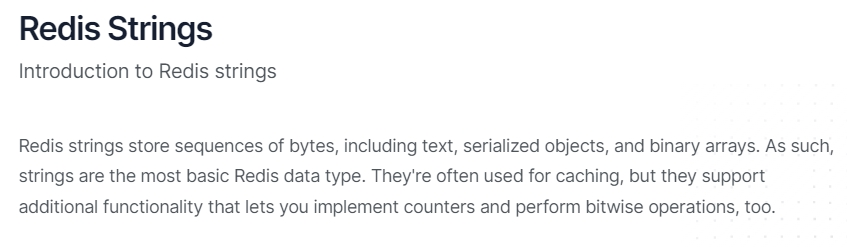 Redis Strings
Introduction to Redis strings
Redis strings store sequences of bytes, including text, serialized objects, and binary arrays. As such,
strings are the most basic Redis data type. They're often used for caching, but they support
additional functionality that lets you implement counters and perform bitwise operations, too.